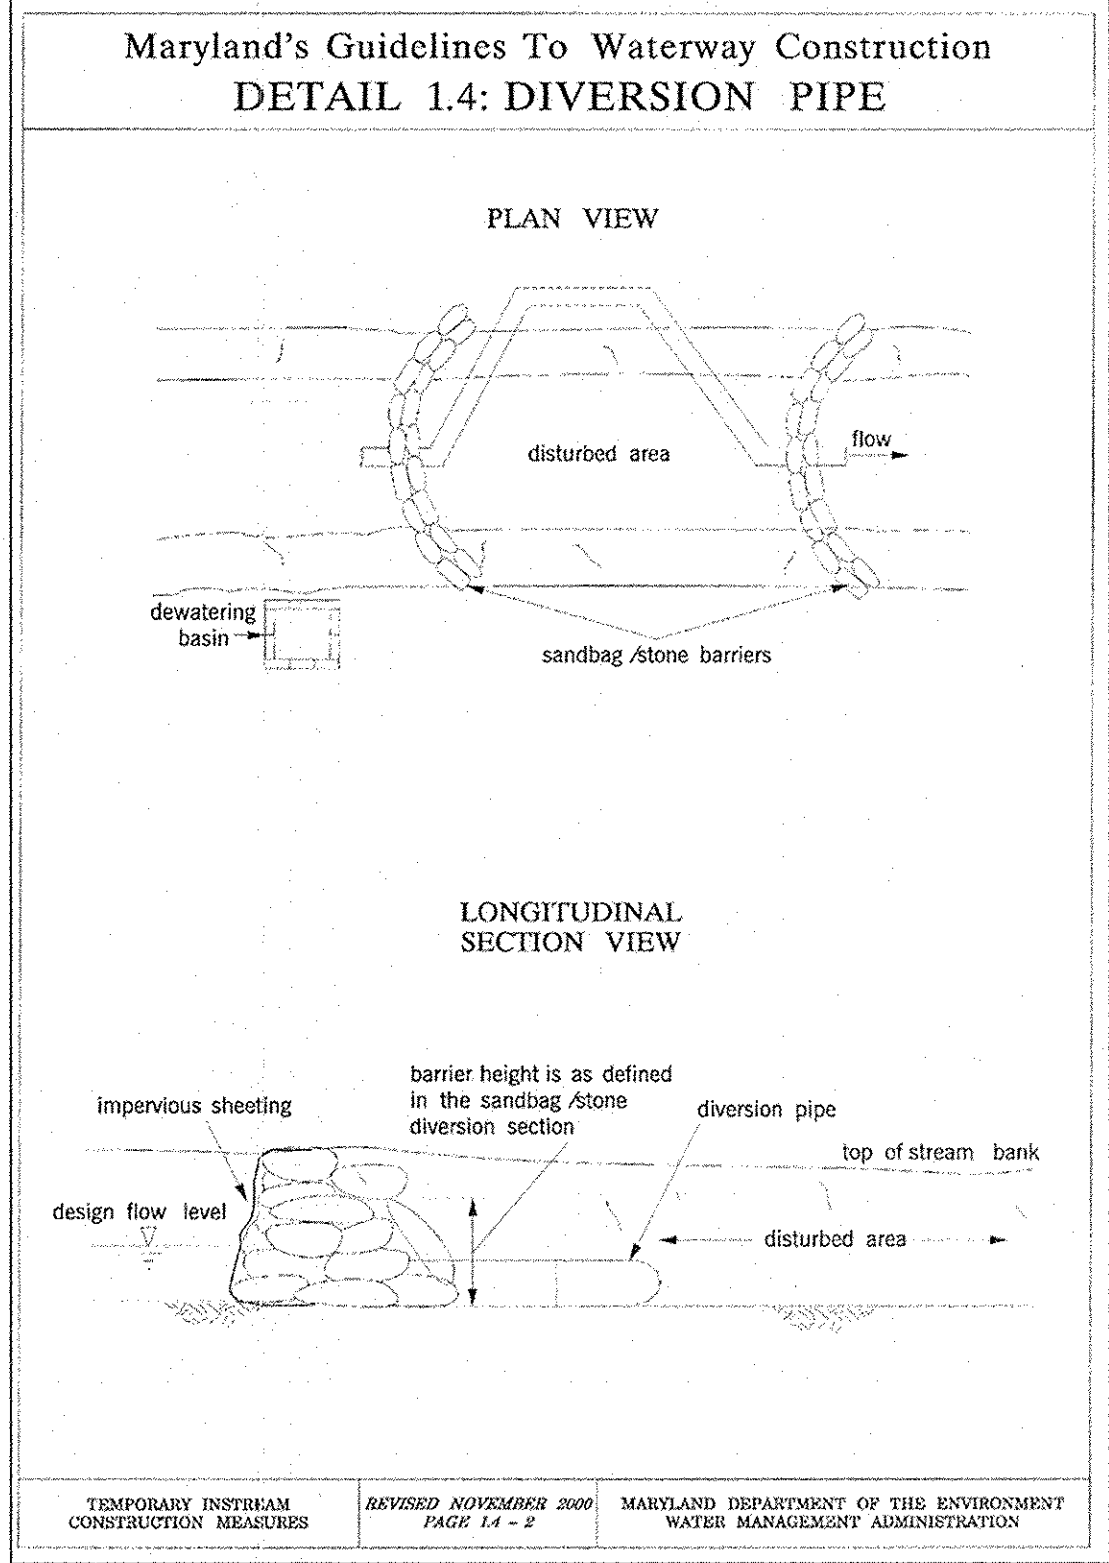 Maryland's Guidelines To Waterway Construction
DETAIL 1.4: DIVERSION PIPE
PLAN VIEW
flow
disturbed area
dewatering
basin
sandbag/stone barriers
LONGITUDINAL
SECTION VIEW
barrier height is as defined
in the sandbag/stone
diversion section
impervious sheeting
diversion pipe
top of stream bank
design flow level
disturbed area
TEMPORARY INSTREAM
CONSTRUCTION MEASURES
REVISED NOVEMBER 2000
PAGE 1.4 - 2
MARYLAND DEPARTMENT OF THE ENVIRONMENT
WATER MANAGEMENT ADMINISTRATION